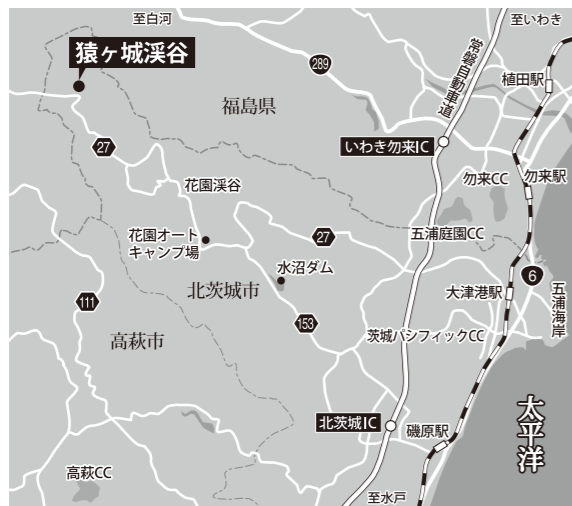 至白河
至いわき
猿ヶ城渓谷
289
常磐自動車道
植田駅
福島県
いわき勿来IC
27
花園渓谷
勿来CC
勿来駅
花園オート
キャンプ場
27
五浦庭園CC
水沼ダム
6
北茨城市
大津港駅
五浦海岸
111
153
高萩市
茨城パシフィックCC
太平洋
北茨城IC
磯原駅
高萩CC
至水戸